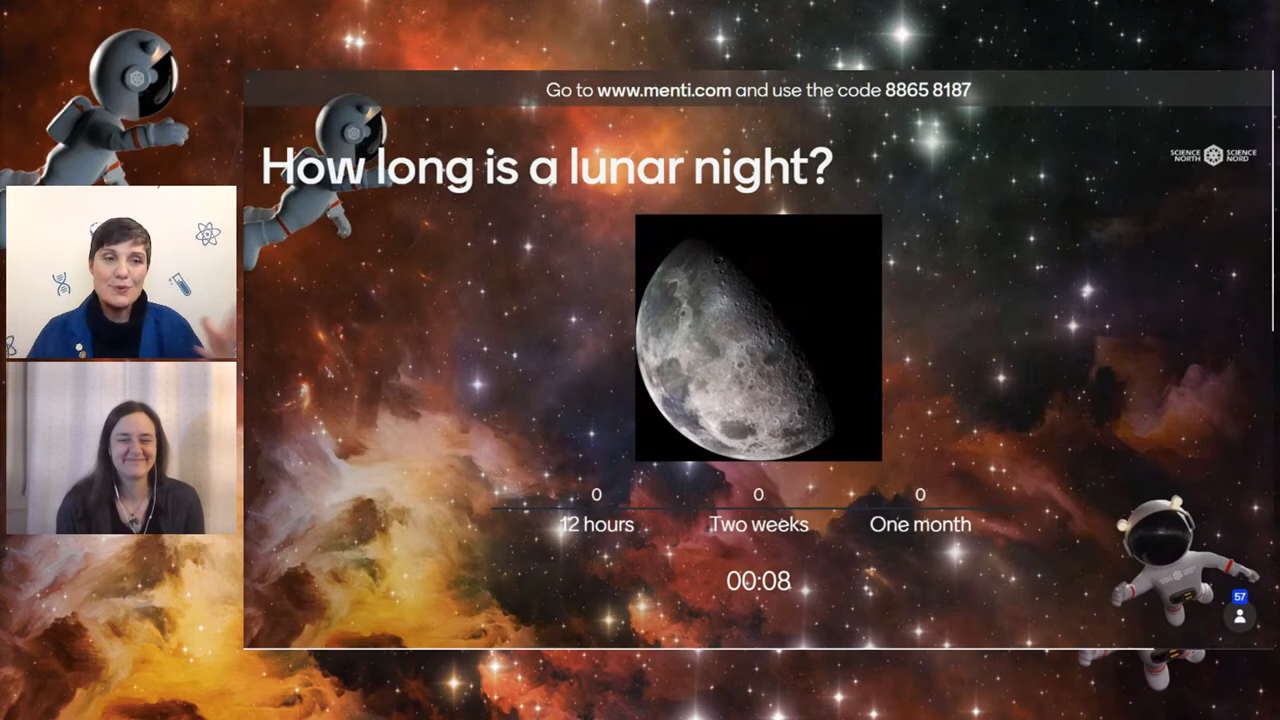 Go to www.menti.com and use the code 8865 8187
How long is a lunar night?
SCIENCE NORTH SCIENCE NORD
0 0 0
12 hours Two weeks One month
00:08
57